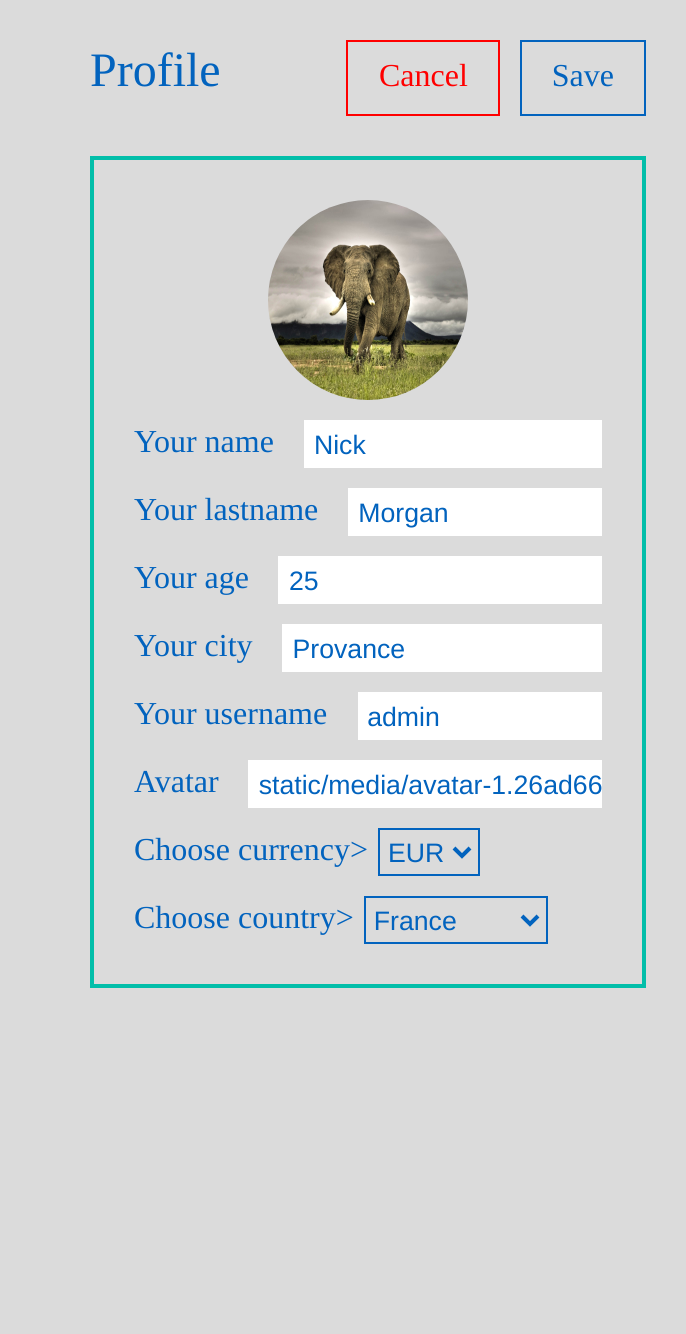 Profile
Cancel
Save
Your name
Nick
Your lastname
Morgan
Your age
25
Your city
Provance
Your username
admin
Avatar
static/media/avatar-1.26ad66
Choose currency>
EUR
Choose country>
France